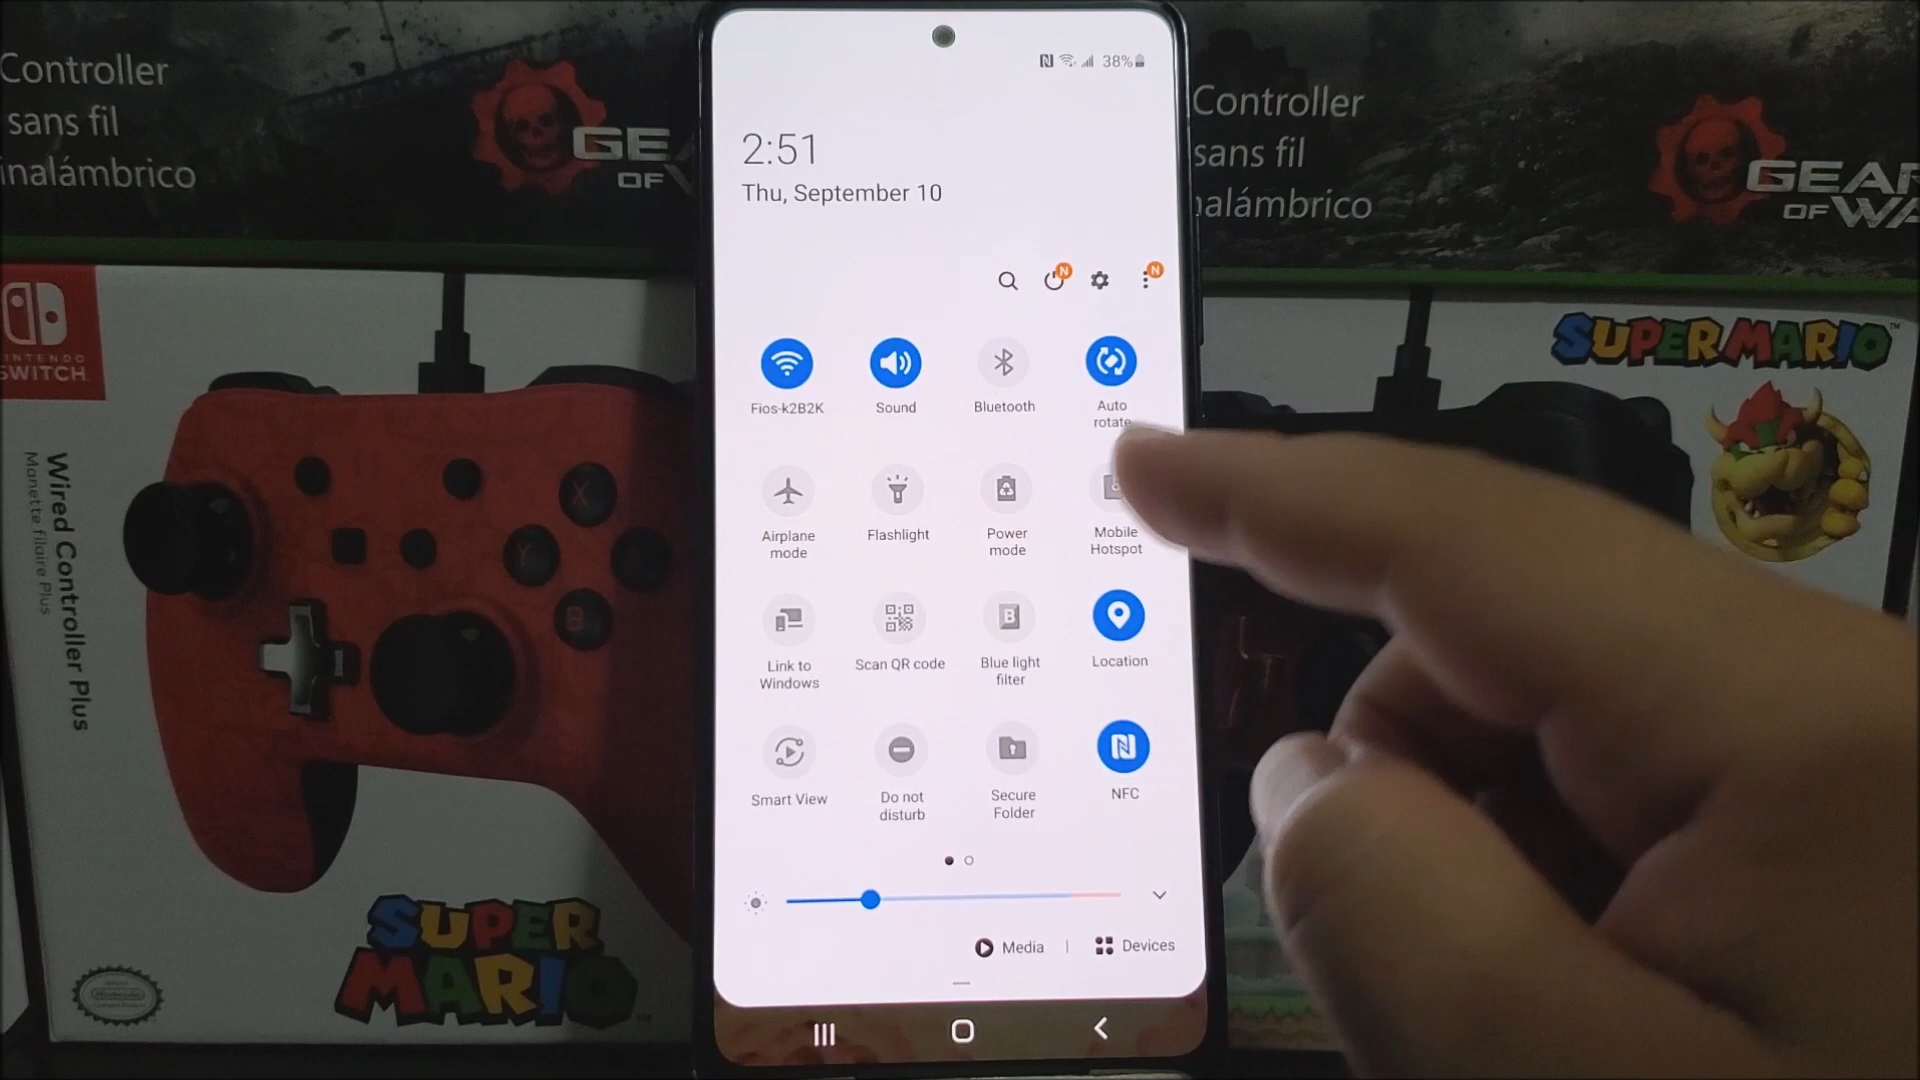 Controller
sans fil
inalámbrico
GE
OF
Controller
sans fil
nalámbrico
GEAR
OF WA
38%
2:51
Thu, September 10
N
N
Fios-k2B2K
Sound
Bluetooth
Auto
rotate
Airplane
mode
Flashlight
Power
mode
Mobile
Hotspot
Link to
Windows
Scan QR code
B
Blue light
filter
Location
Smart View
Do not
disturb
Secure
Folder
NFC
Media
Devices
NINTENDO
SWITCH
Wired Controller Plus
Manette filaire Plus
X
Y
A
B
SUPER
MARIO
Nintendo
SUPER MARIO™